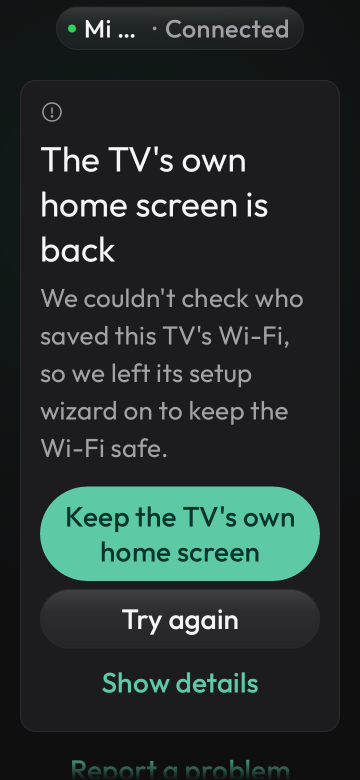 Mi ... · Connected
The TV's own
home screen is
back
We couldn't check who
saved this TV's Wi-Fi,
so we left its setup
wizard on to keep the
Wi-Fi safe.
Keep the TV's own
home screen
Try again
Show details
Report a problem